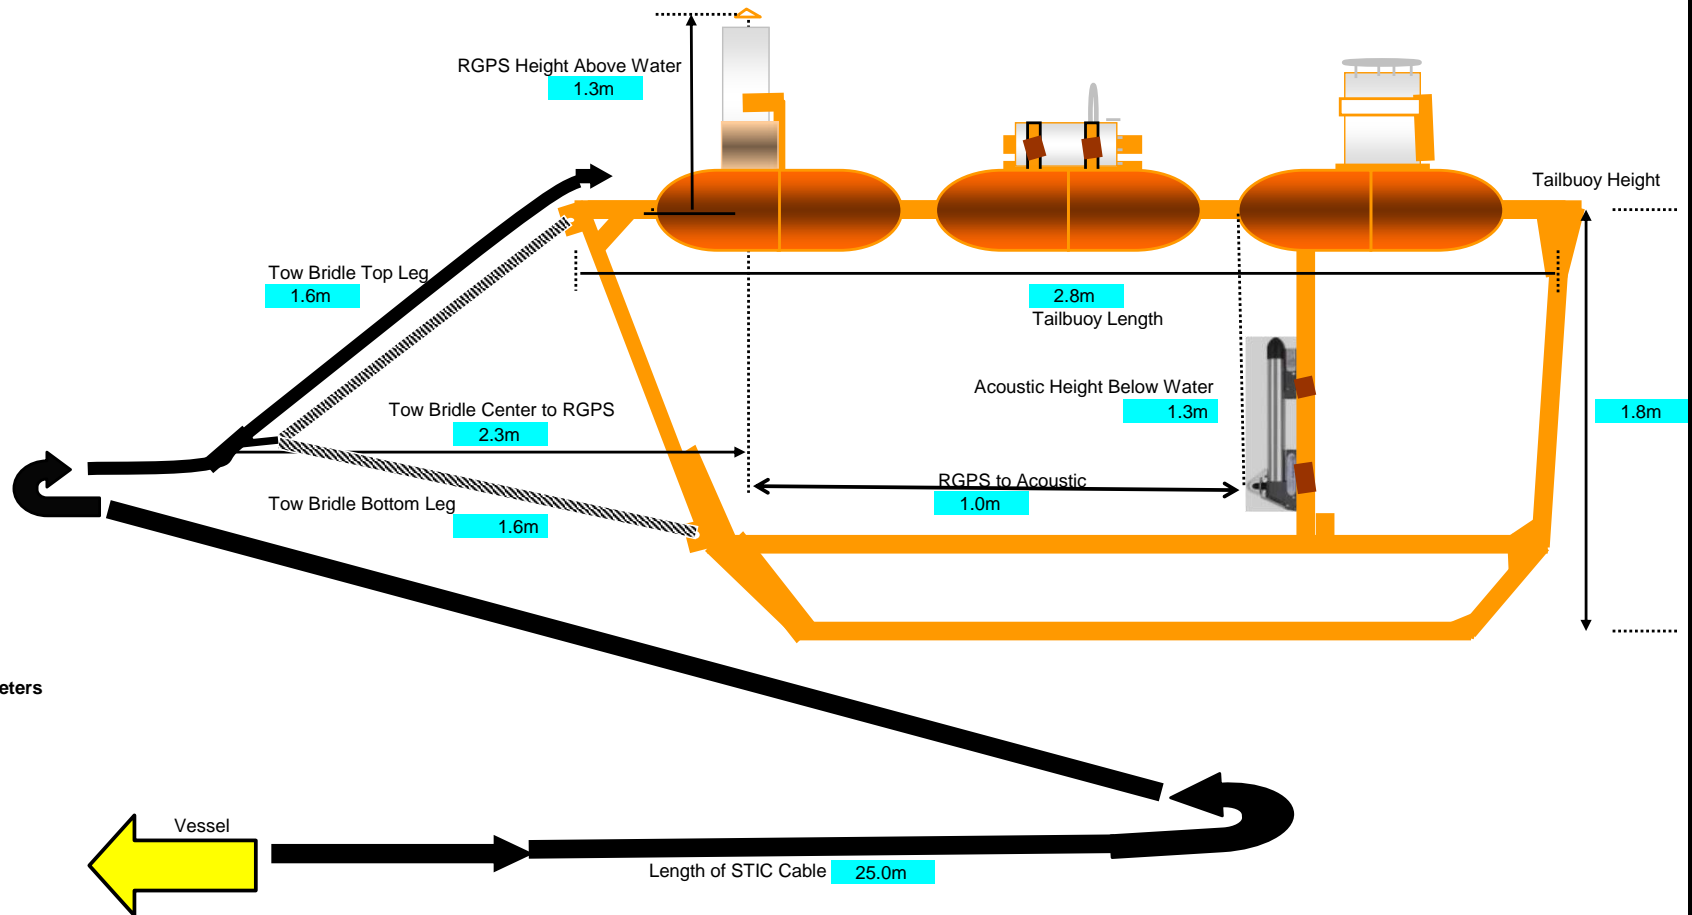 RGPS Height Above Water
1.3m
Tailbuoy Height
Tow Bridle Top Leg
1.6m
2.8m
Tailbuoy Length
Acoustic Height Below Water
1.3m
1.8m
Tow Bridle Center to RGPS
2.3m
RGPS to Acoustic
1.0m
Tow Bridle Bottom Leg
1.6m
eters
Vessel
Length of STIC Cable 25.0m